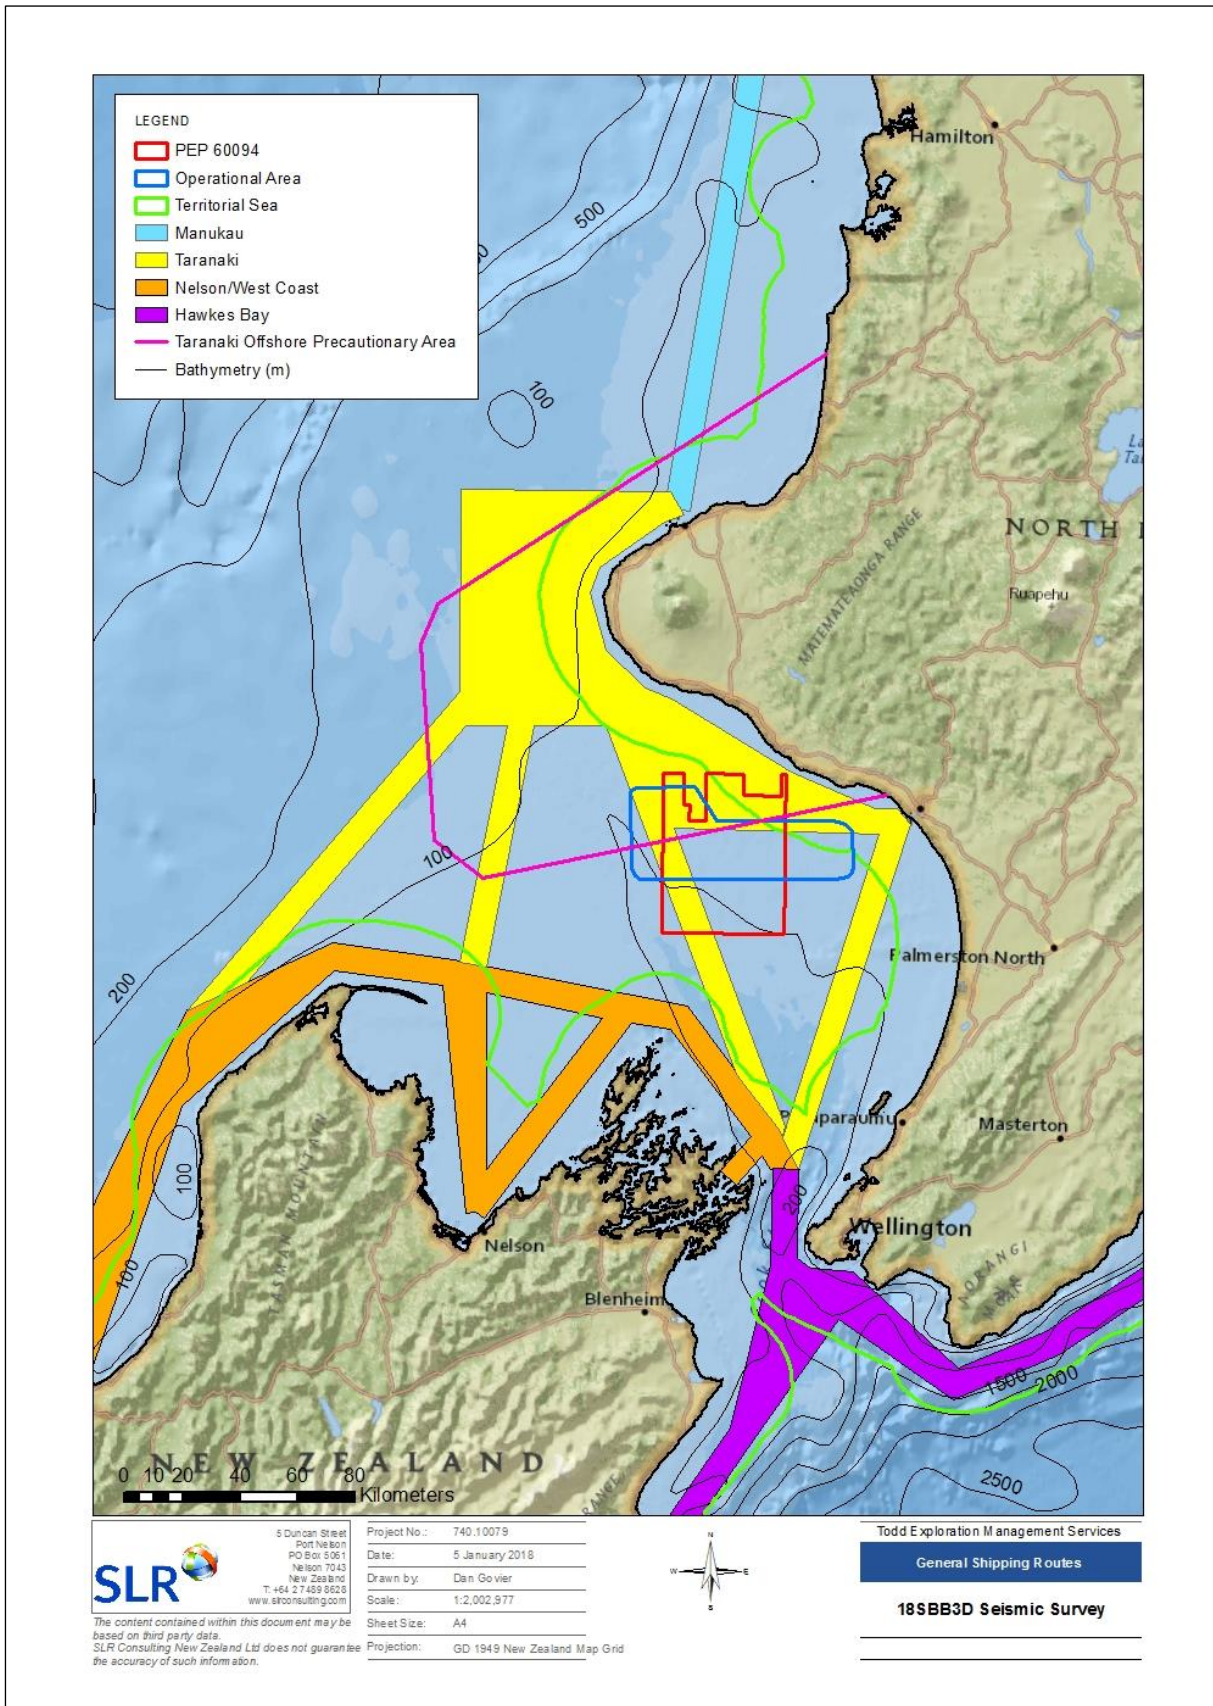 LEGEND
PEP 60094
Operational Area
Territorial Sea
Manukau
Taranaki
Nelson/West Coast
Hawkes Bay
Taranaki Offshore Precautionary Area
Bathymetry (m)
Hamilton
500
100
NORTH
MATEMATEAONGA RANGE
Ruapehu
100
200
Palmerston North
Masterton
100
TASMAN MOUNTAIN
200
Wellington
Nelson
100
Blenheim
1500
2000
NEW ZEALAND
2500
RANGE
0 10 20 40 60 80
Kilometers
SLR
5 Duncan Street
Port Nelson
PO Box 5061
Nelson 7043
New Zealand
T: +64 2 7489 8628
www.slrconsulting.com
The content contained within this document may be
based on third party data.
SLR Consulting New Zealand Ltd does not guarantee
the accuracy of such information.
Project No.: 740.10079
Date: 5 January 2018
Drawn by: Dan Govier
Scale: 1:2,002,977
Sheet Size: A4
Projection: GD 1949 New Zealand Map Grid
N
W E
S
Todd Exploration Management Services
General Shipping Routes
18SBB3D Seismic Survey